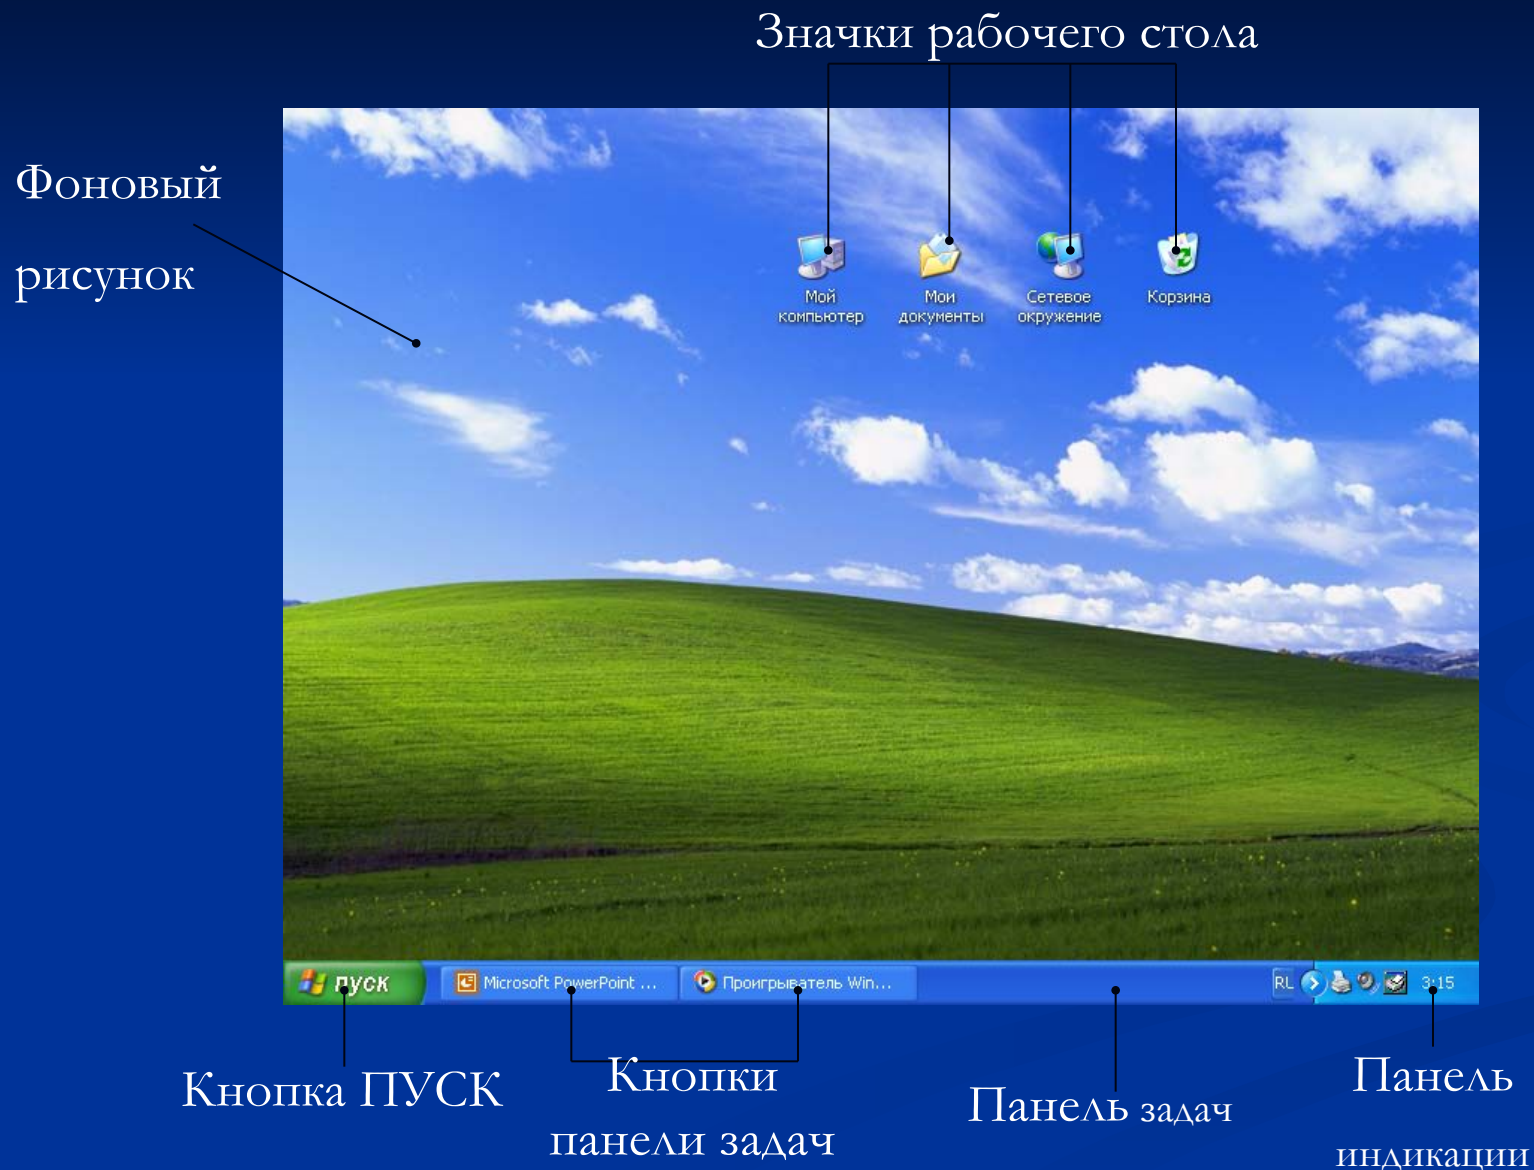 Значки рабочего стола
Фоновый
рисунок
Мой
компьютер
Мои
документы
Сетевое
окружение
Корзина
пуск
Microsoft PowerPoint ...
Проигрыватель Win...
RL
3:15
Кнопка ПУСК
Кнопки
панели задач
Панель задач
Панель
индикации